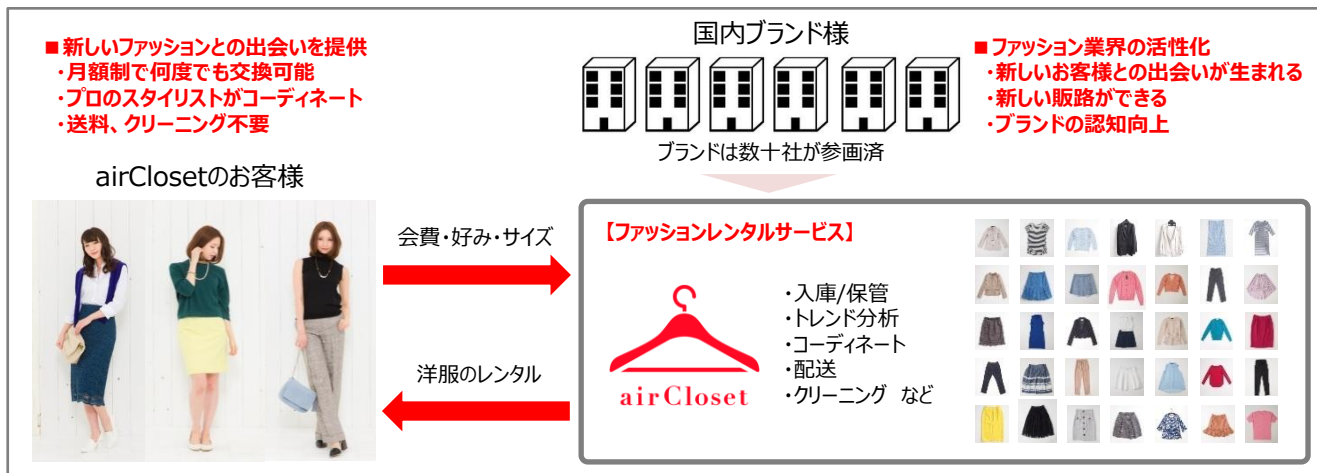 ■新しいファッションとの出会いを提供
・月額制で何度でも交換可能
・プロのスタイリストがコーディネート
・送料、クリーニング不要
国内ブランド様
ブランドは数十社が参画済
■ファッション業界の活性化
・新しいお客様との出会いが生まれる
・新しい販路ができる
・ブランドの認知向上
airClosetのお客様
会費・好み・サイズ
洋服のレンタル
【ファッションレンタルサービス】
airCloset
・入庫/保管
・トレンド分析
・コーディネート
・配送
・クリーニング など